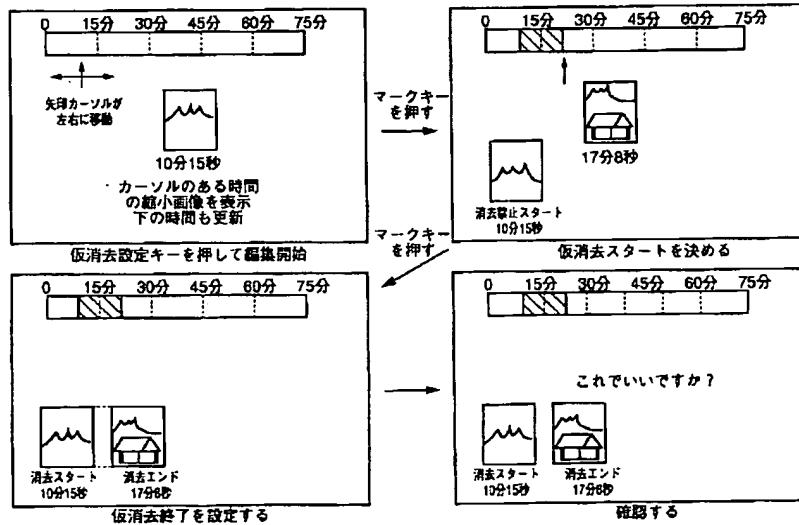 0 15分 30分 45分 60分 75分
矢印カーソルが
左右に移動
10分15秒
・カーソルのある時間
の縮小画像を表示
下の時間も更新
仮消去設定キーを押して編集開始
マークキー
を押す
0 15分 30分 45分 60分 75分
17分8秒
消去禁止スタート
10分15秒
仮消去スタートを決める
マークキー
を押す
0 15分 30分 45分 60分 75分
消去スタート 消去エンド
10分15秒 17分8秒
仮消去終了を設定する
0 15分 30分 45分 60分 75分
これでいいですか？
消去スタート 消去エンド
10分15秒 17分8秒
確認する